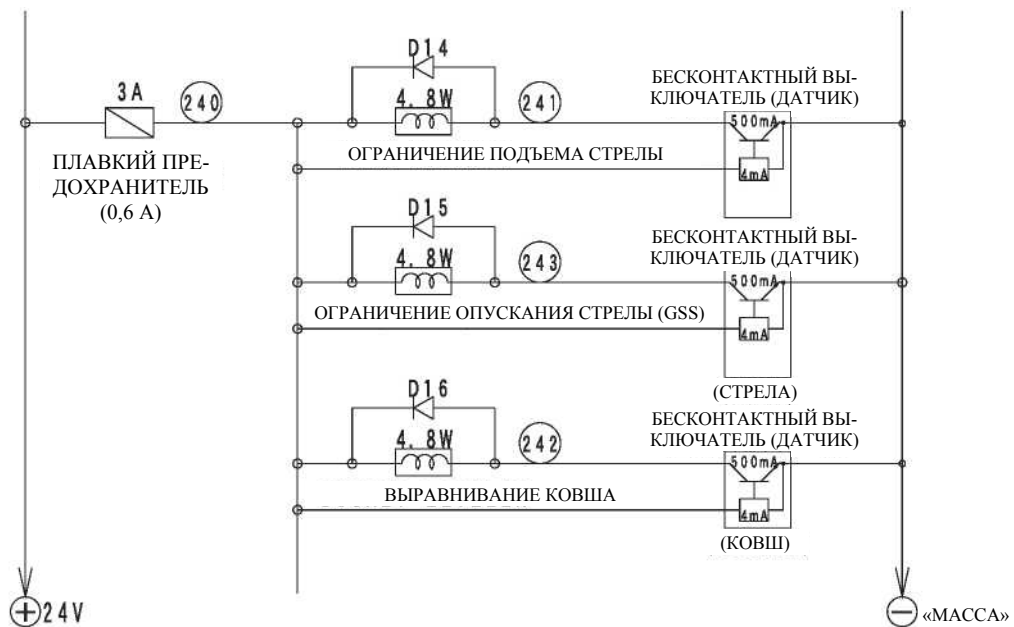 D14
3A
240
4.8W
241
БЕСКОНТАКТНЫЙ ВЫ-
КЛЮЧАТЕЛЬ (ДАТЧИК)
500mA
ПЛАВКИЙ ПРЕ-
ДОХРАНИТЕЛЬ
(0,6 А)
ОГРАНИЧЕНИЕ ПОДЪЕМА СТРЕЛЫ
4mA
D15
4.8W
243
БЕСКОНТАКТНЫЙ ВЫ-
КЛЮЧАТЕЛЬ (ДАТЧИК)
500mA
ОГРАНИЧЕНИЕ ОПУСКАНИЯ СТРЕЛЫ (GSS)
4mA
(СТРЕЛА)
D16
4.8W
242
БЕСКОНТАКТНЫЙ ВЫ-
КЛЮЧАТЕЛЬ (ДАТЧИК)
500mA
ВЫРАВНИВАНИЕ КОВША
4mA
(КОВШ)
+ 24V
− «МАССА»